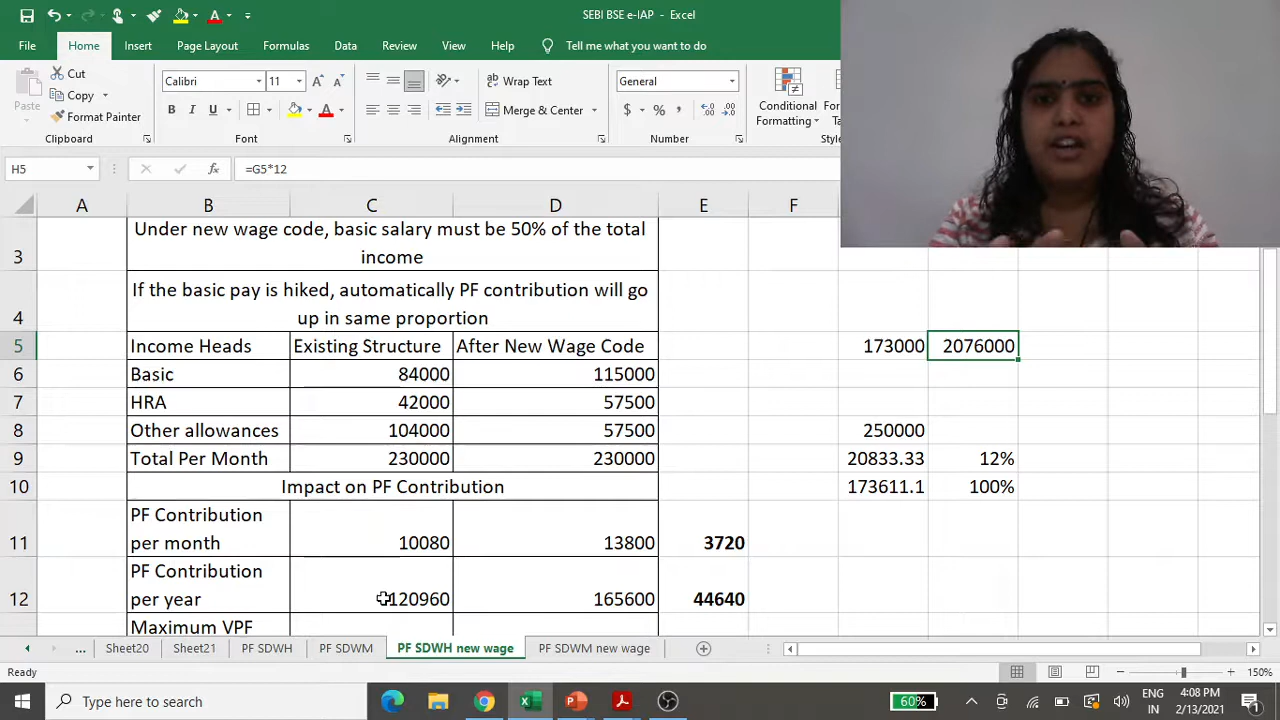 SEBI BSE e-IAP - Excel
File Home Insert Page Layout Formulas Data Review View Help Tell me what you want to do
Paste
Cut
Copy
Format Painter
Clipboard
Calibri 11
B I U
Font
Wrap Text
Merge & Center
Alignment
General
$ % ,
Number
Conditional
Formatting
Styl
H5 fx =G5*12
A B C D E F
3 Under new wage code, basic salary must be 50% of the total
income
4 If the basic pay is hiked, automatically PF contribution will go
up in same proportion
5 Income Heads Existing Structure After New Wage Code 173000 2076000
6 Basic 84000 115000
7 HRA 42000 57500
8 Other allowances 104000 57500 250000
9 Total Per Month 230000 230000 20833.33 12%
10 Impact on PF Contribution 173611.1 100%
PF Contribution
11 per month 10080 13800 3720
PF Contribution
12 per year 120960 165600 44640
Maximum VPF
... Sheet20 Sheet21 PF SDWH PF SDWM PF SDWH new wage PF SDWM new wage
Ready 150%
Type here to search
60%
ENG
IN
4:08 PM
2/13/2021
1